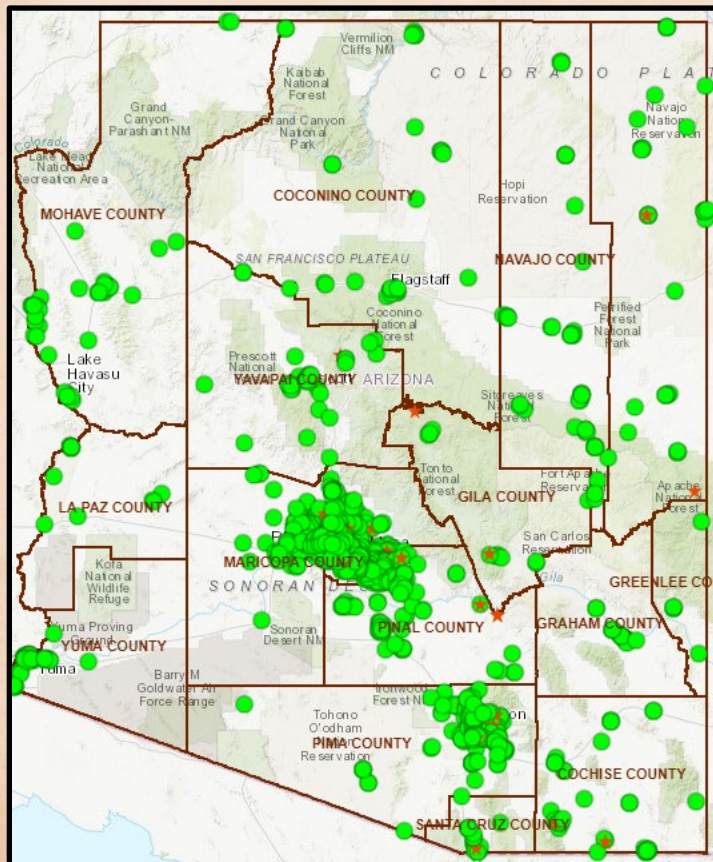 Vermilion
Cliffs NM
COLORADO PLAT
Kaibab
National
Forest
Grand
Canyon-
Parashant NM
Grand Canyon
National
Park
Navajo
Nation
Reservation
Colorado
Lake Mead
National
Recreation Area
Hopi
Reservation
COCONINO COUNTY
MOHAVE COUNTY
SAN FRANCISCO PLATEAU
NAVAJO COUNTY
Flagstaff
Coconino
National
Forest
Petrified
Forest
National
Park
Lake
Havasu
City
Prescott
National
YAVAPAI COUNTY
ARIZONA
Sitgreaves
National
Forest
Tonto
National
Forest
Fort Apache
Reservation
Apache
National
Forest
GILA COUNTY
LA PAZ COUNTY
San Carlos
Reservation
MARICOPA COUNTY
Kofa
National
Wildlife
Refuge
SONORAN DE
Gila
GREENLEE CO
Yuma Proving
Ground
YUMA COUNTY
Sonoran
Desert NM
PINAL COUNTY
GRAHAM COUNTY
Yuma
Barry M
Goldwater Air
Force Range
Ironwood
Forest N
on
Tohono
O'odham
Reservation
PIMA COUNTY
COCHISE COUNTY
SANTA CRUZ COUNTY